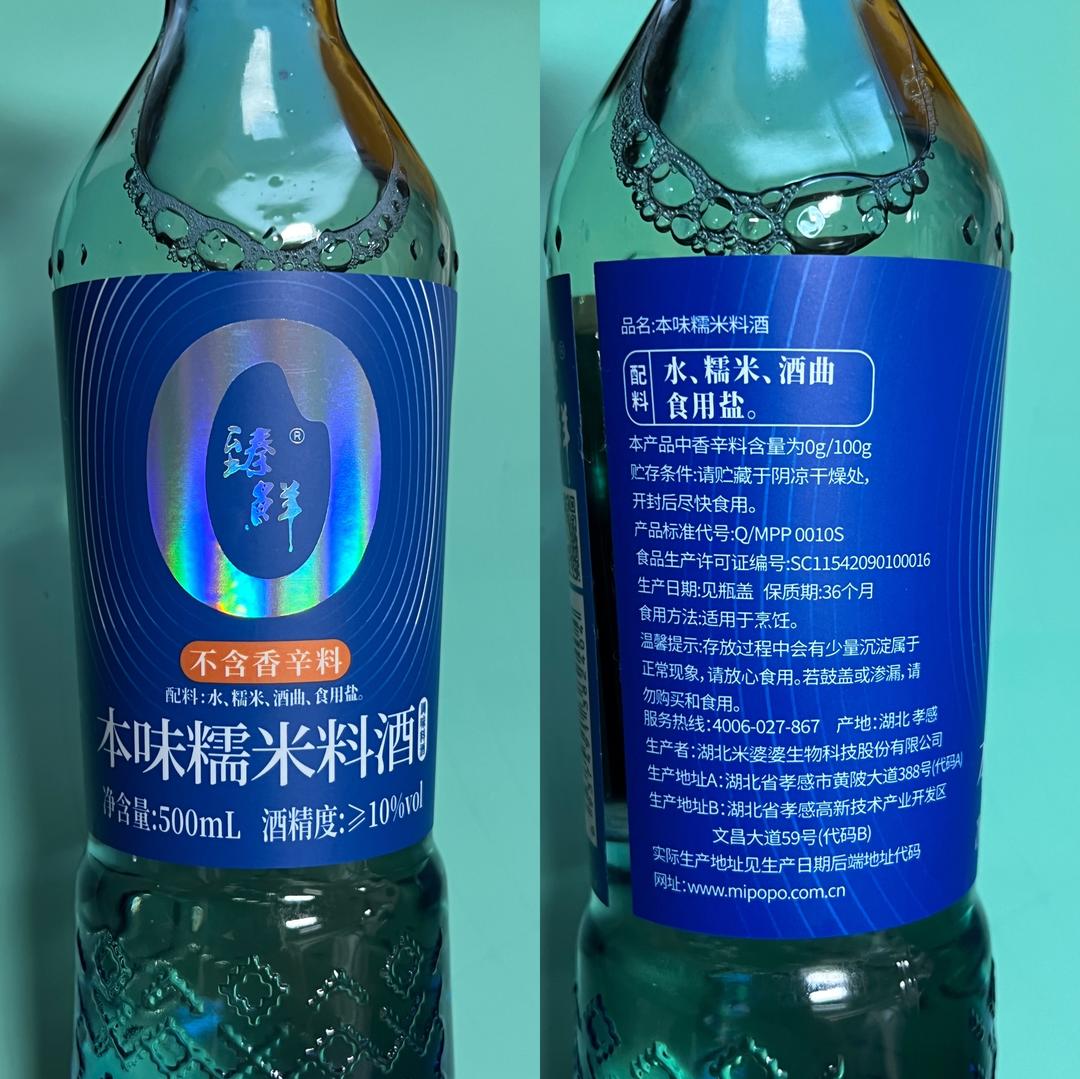 臻鲜®
不含香辛料
配料:水、糯米、酒曲、食用盐。
本味糯米料酒
净含量:500mL 酒精度:≥10%vol
品名:本味糯米料酒
配料
水、糯米、酒曲
食用盐。
本产品中香辛料含量为0g/100g
贮存条件:请贮藏于阴凉干燥处,
开封后尽快食用。
产品标准代号:Q/MPP 0010S
食品生产许可证编号:SC11542090100016
生产日期:见瓶盖 保质期:36个月
食用方法:适用于烹饪。
温馨提示:存放过程中会有少量沉淀属于
正常现象,请放心食用。若鼓盖或渗漏,请
勿购买和食用。
服务热线:4006-027-867 产地:湖北 孝感
生产者:湖北米婆婆生物科技股份有限公司
生产地址A:湖北省孝感市黄陂大道388号(代码A)
生产地址B:湖北省孝感高新技术产业开发区
文昌大道59号(代码B)
实际生产地址见生产日期后端地址代码
网址:www.mipopo.com.cn